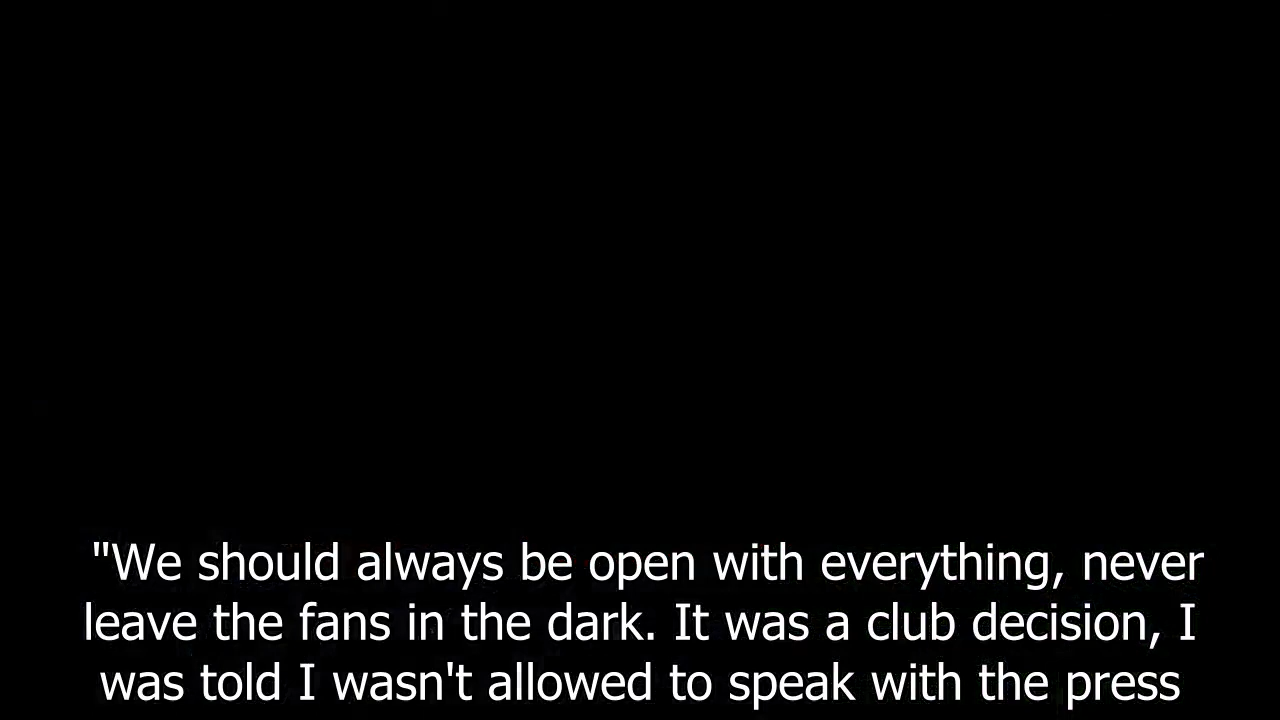 "We should always be open with everything, never
leave the fans in the dark. It was a club decision, I
was told I wasn't allowed to speak with the press